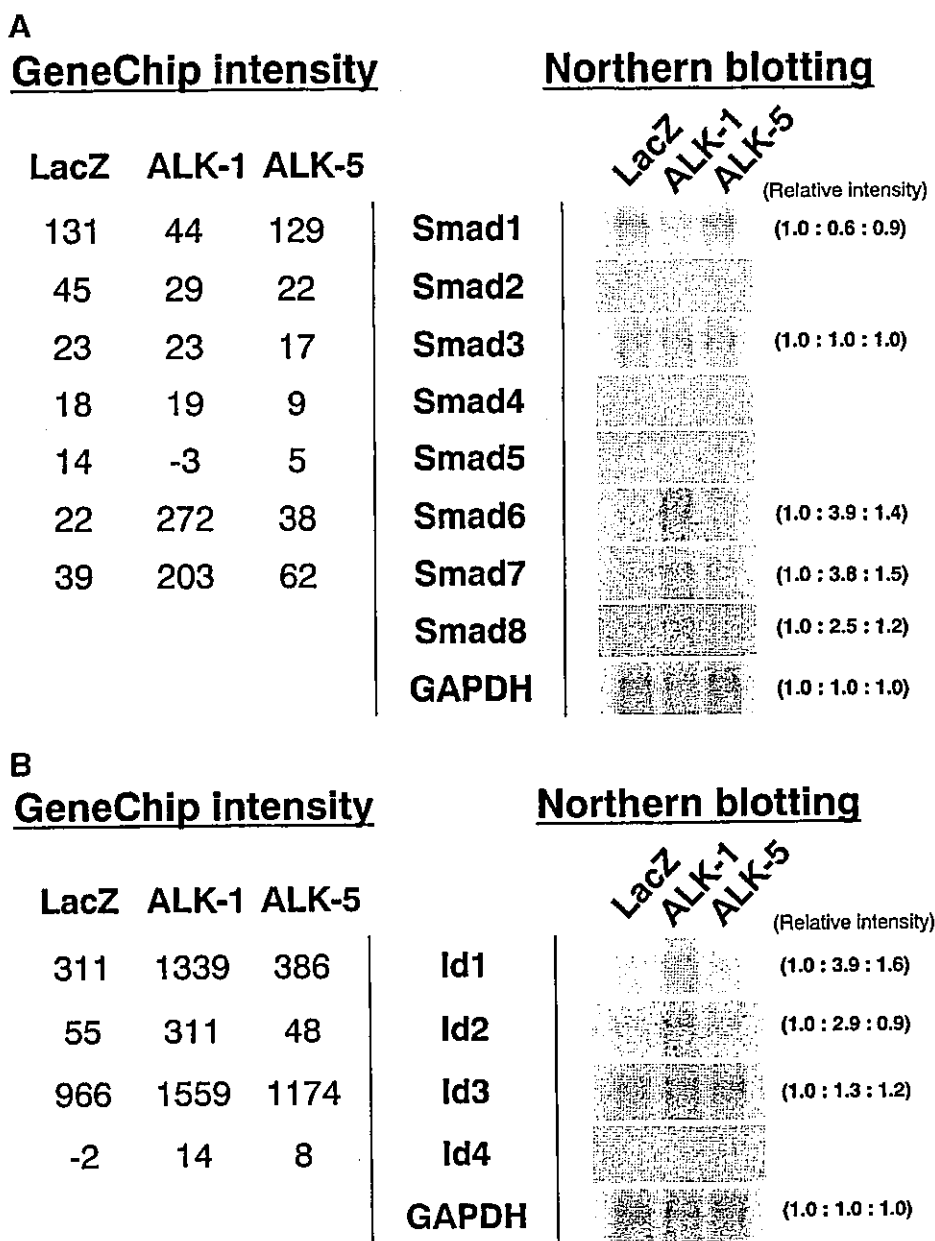 A
GeneChip intensity Northern blotting
LacZ ALK-1 ALK-5 LacZ ALK-1 ALK-5
(Relative intensity)
131 44 129 Smad1 (1.0 : 0.6 : 0.9)
45 29 22 Smad2
23 23 17 Smad3 (1.0 : 1.0 : 1.0)
18 19 9 Smad4
14 -3 5 Smad5
22 272 38 Smad6 (1.0 : 3.9 : 1.4)
39 203 62 Smad7 (1.0 : 3.8 : 1.5)
Smad8 (1.0 : 2.5 : 1.2)
GAPDH (1.0 : 1.0 : 1.0)
B
GeneChip intensity Northern blotting
LacZ ALK-1 ALK-5 LacZ ALK-1 ALK-5
(Relative intensity)
311 1339 386 Id1 (1.0 : 3.9 : 1.6)
55 311 48 Id2 (1.0 : 2.9 : 0.9)
966 1559 1174 Id3 (1.0 : 1.3 : 1.2)
-2 14 8 Id4
GAPDH (1.0 : 1.0 : 1.0)